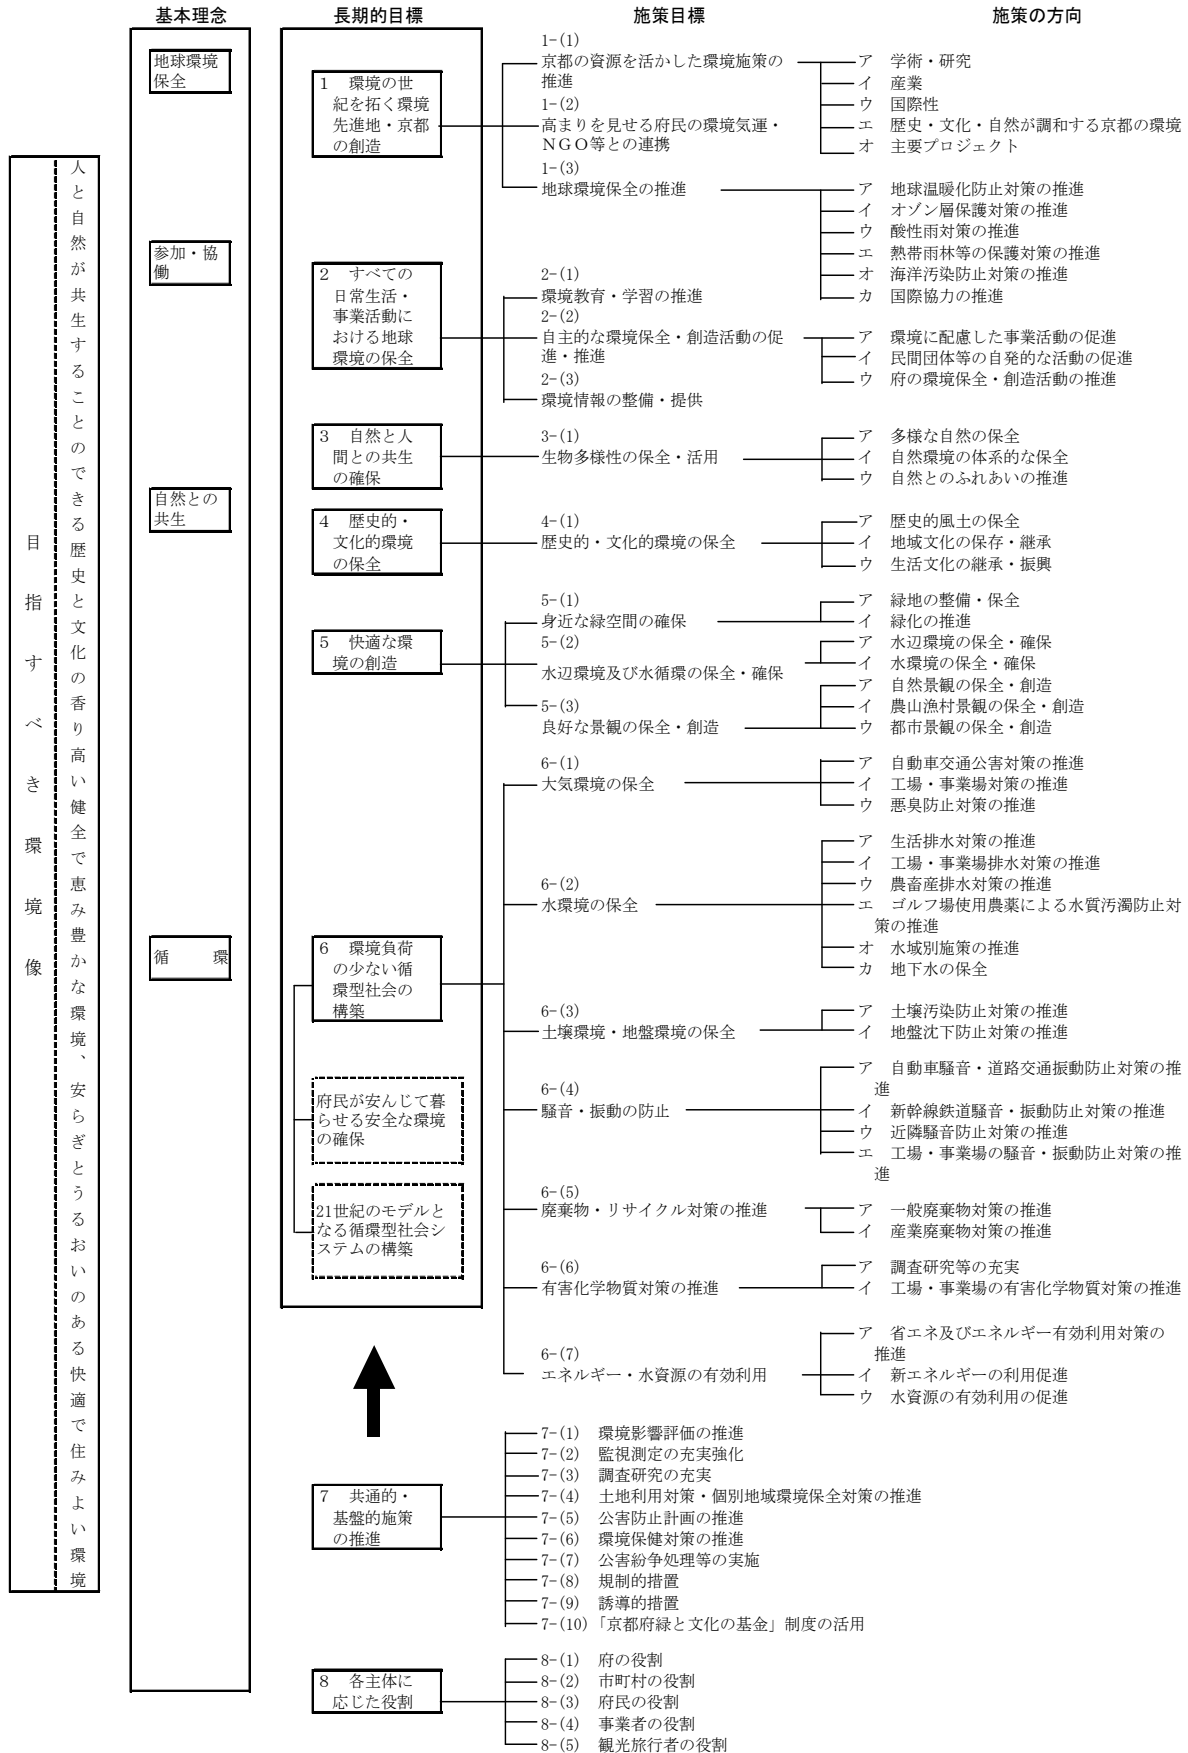 基本理念
長期的目標
施策目標
施策の方向
目指すべき環境像
人と自然が共生することのできる歴史と文化の香り高い健全で恵み豊かな環境、安らぎとうるおいのある快適で住みよい環境
地球環境
保全
参加・協
働
自然との
共生
循　環
1　環境の世
紀を拓く環境
先進地・京都
の創造
1-(1)
京都の資源を活かした環境施策の
推進
ア　学術・研究
イ　産業
ウ　国際性
エ　歴史・文化・自然が調和する京都の環境
オ　主要プロジェクト
1-(2)
高まりを見せる府民の環境気運・
ＮＧＯ等との連携
1-(3)
地球環境保全の推進
ア　地球温暖化防止対策の推進
イ　オゾン層保護対策の推進
ウ　酸性雨対策の推進
エ　熱帯雨林等の保護対策の推進
オ　海洋汚染防止対策の推進
カ　国際協力の推進
2　すべての
日常生活・
事業活動に
おける地球
環境の保全
2-(1)
環境教育・学習の推進
2-(2)
自主的な環境保全・創造活動の促
進・推進
ア　環境に配慮した事業活動の促進
イ　民間団体等の自発的な活動の促進
ウ　府の環境保全・創造活動の推進
2-(3)
環境情報の整備・提供
3　自然と人
間との共生
の確保
3-(1)
生物多様性の保全・活用
ア　多様な自然の保全
イ　自然環境の体系的な保全
ウ　自然とのふれあいの推進
4　歴史的・
文化的環境
の保全
4-(1)
歴史的・文化的環境の保全
ア　歴史的風土の保全
イ　地域文化の保存・継承
ウ　生活文化の継承・振興
5　快適な環
境の創造
5-(1)
身近な緑空間の確保
ア　緑地の整備・保全
イ　緑化の推進
5-(2)
水辺環境及び水循環の保全・確保
ア　水辺環境の保全・確保
イ　水環境の保全・確保
5-(3)
良好な景観の保全・創造
ア　自然景観の保全・創造
イ　農山漁村景観の保全・創造
ウ　都市景観の保全・創造
6　環境負荷
の少ない循
環型社会の
構築
府民が安んじて暮
らせる安全な環境
の確保
21世紀のモデルと
なる循環型社会シ
ステムの構築
6-(1)
大気環境の保全
ア　自動車交通公害対策の推進
イ　工場・事業場対策の推進
ウ　悪臭防止対策の推進
6-(2)
水環境の保全
ア　生活排水対策の推進
イ　工場・事業場排水対策の推進
ウ　農畜産排水対策の推進
エ　ゴルフ場使用農薬による水質汚濁防止対
策の推進
オ　水域別施策の推進
カ　地下水の保全
6-(3)
土壌環境・地盤環境の保全
ア　土壌汚染防止対策の推進
イ　地盤沈下防止対策の推進
6-(4)
騒音・振動の防止
ア　自動車騒音・道路交通振動防止対策の推
進
イ　新幹線鉄道騒音・振動防止対策の推進
ウ　近隣騒音防止対策の推進
エ　工場・事業場の騒音・振動防止対策の推
進
6-(5)
廃棄物・リサイクル対策の推進
ア　一般廃棄物対策の推進
イ　産業廃棄物対策の推進
6-(6)
有害化学物質対策の推進
ア　調査研究等の充実
イ　工場・事業場の有害化学物質対策の推進
6-(7)
エネルギー・水資源の有効利用
ア　省エネ及びエネルギー有効利用対策の
推進
イ　新エネルギーの利用促進
ウ　水資源の有効利用の促進
7　共通的・
基盤的施策
の推進
7-(1)　環境影響評価の推進
7-(2)　監視測定の充実強化
7-(3)　調査研究の充実
7-(4)　土地利用対策・個別地域環境保全対策の推進
7-(5)　公害防止計画の推進
7-(6)　環境保健対策の推進
7-(7)　公害紛争処理等の実施
7-(8)　規制的措置
7-(9)　誘導的措置
7-(10)「京都府緑と文化の基金」制度の活用
8　各主体に
応じた役割
8-(1)　府の役割
8-(2)　市町村の役割
8-(3)　府民の役割
8-(4)　事業者の役割
8-(5)　観光旅行者の役割